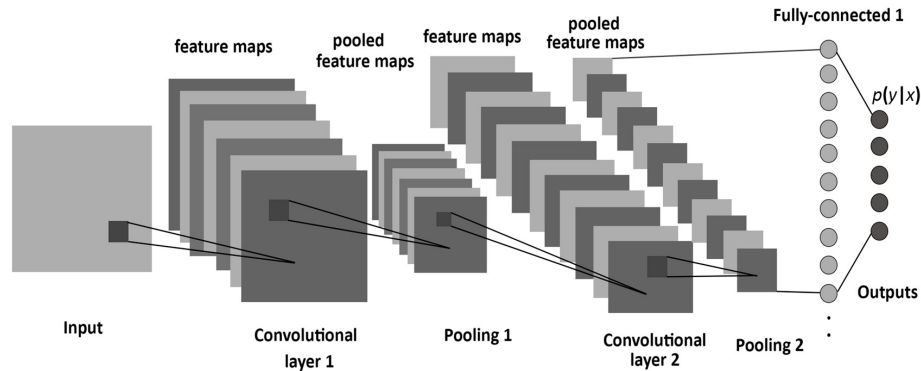 Fully-connected 1
feature maps
pooled
feature maps
feature maps
pooled
feature maps
p(y|x)
Input
Convolutional
layer 1
Pooling 1
Convolutional
layer 2
Pooling 2
Outputs